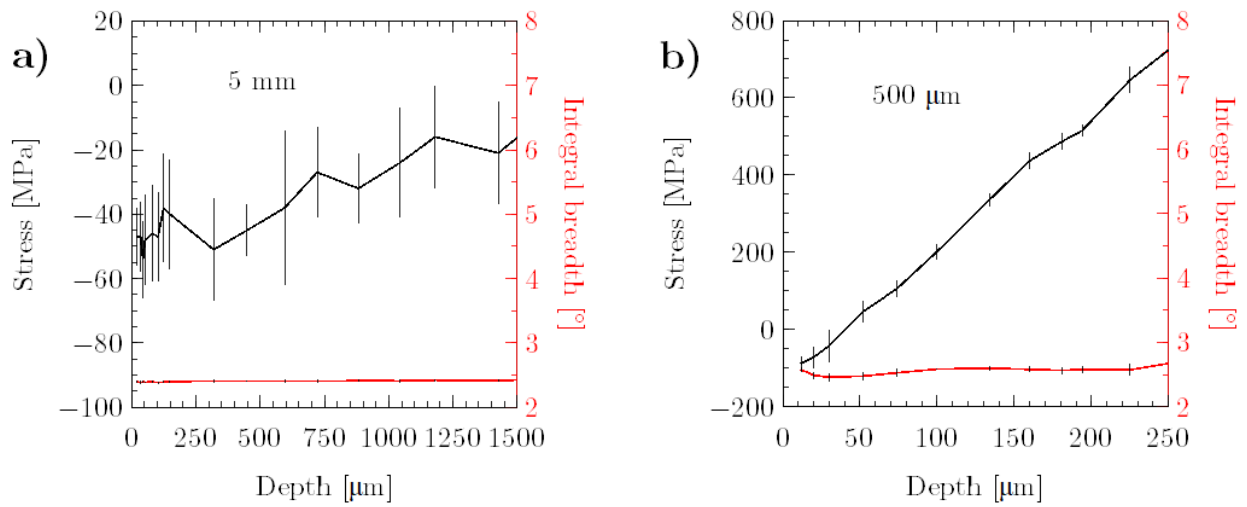 a)
5 mm
Stress [MPa]
20
0
−20
−40
−60
−80
−100
Integral breadth [°]
8
7
6
5
4
3
2
0 250 500 750 1000 1250 1500
Depth [μm]
b)
500 μm
Stress [MPa]
800
600
400
200
0
−200
Integral breadth [°]
8
7
6
5
4
3
2
0 50 100 150 200 250
Depth [μm]